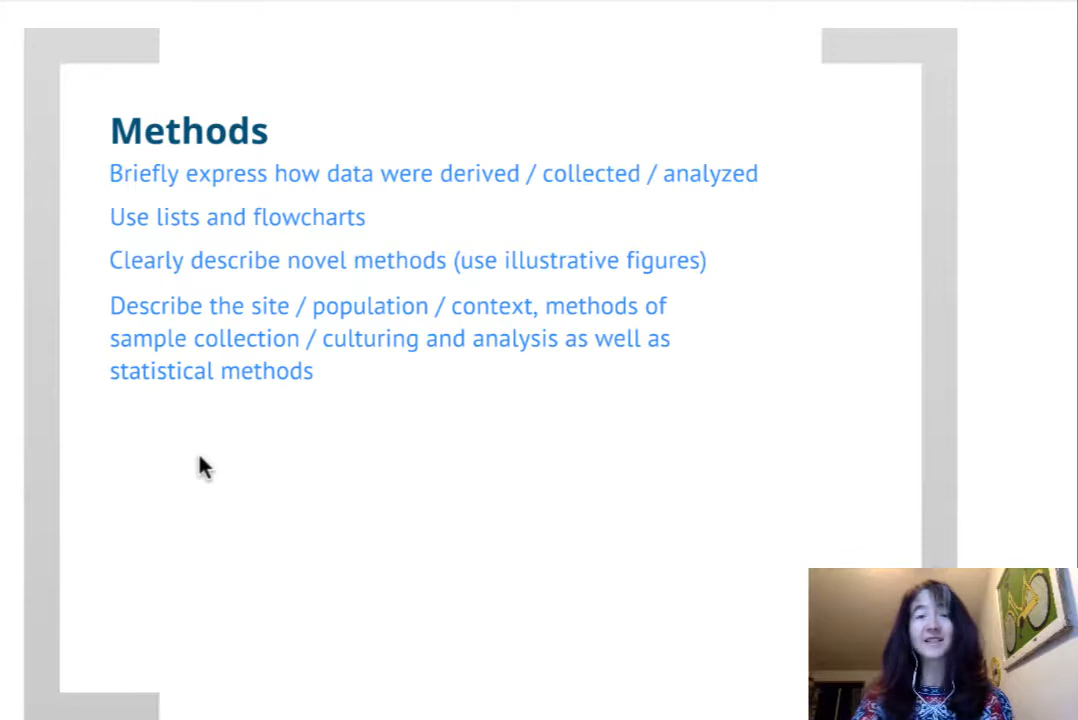 Methods
Briefly express how data were derived / collected / analyzed
Use lists and flowcharts
Clearly describe novel methods (use illustrative figures)
Describe the site / population / context, methods of
sample collection / culturing and analysis as well as
statistical methods